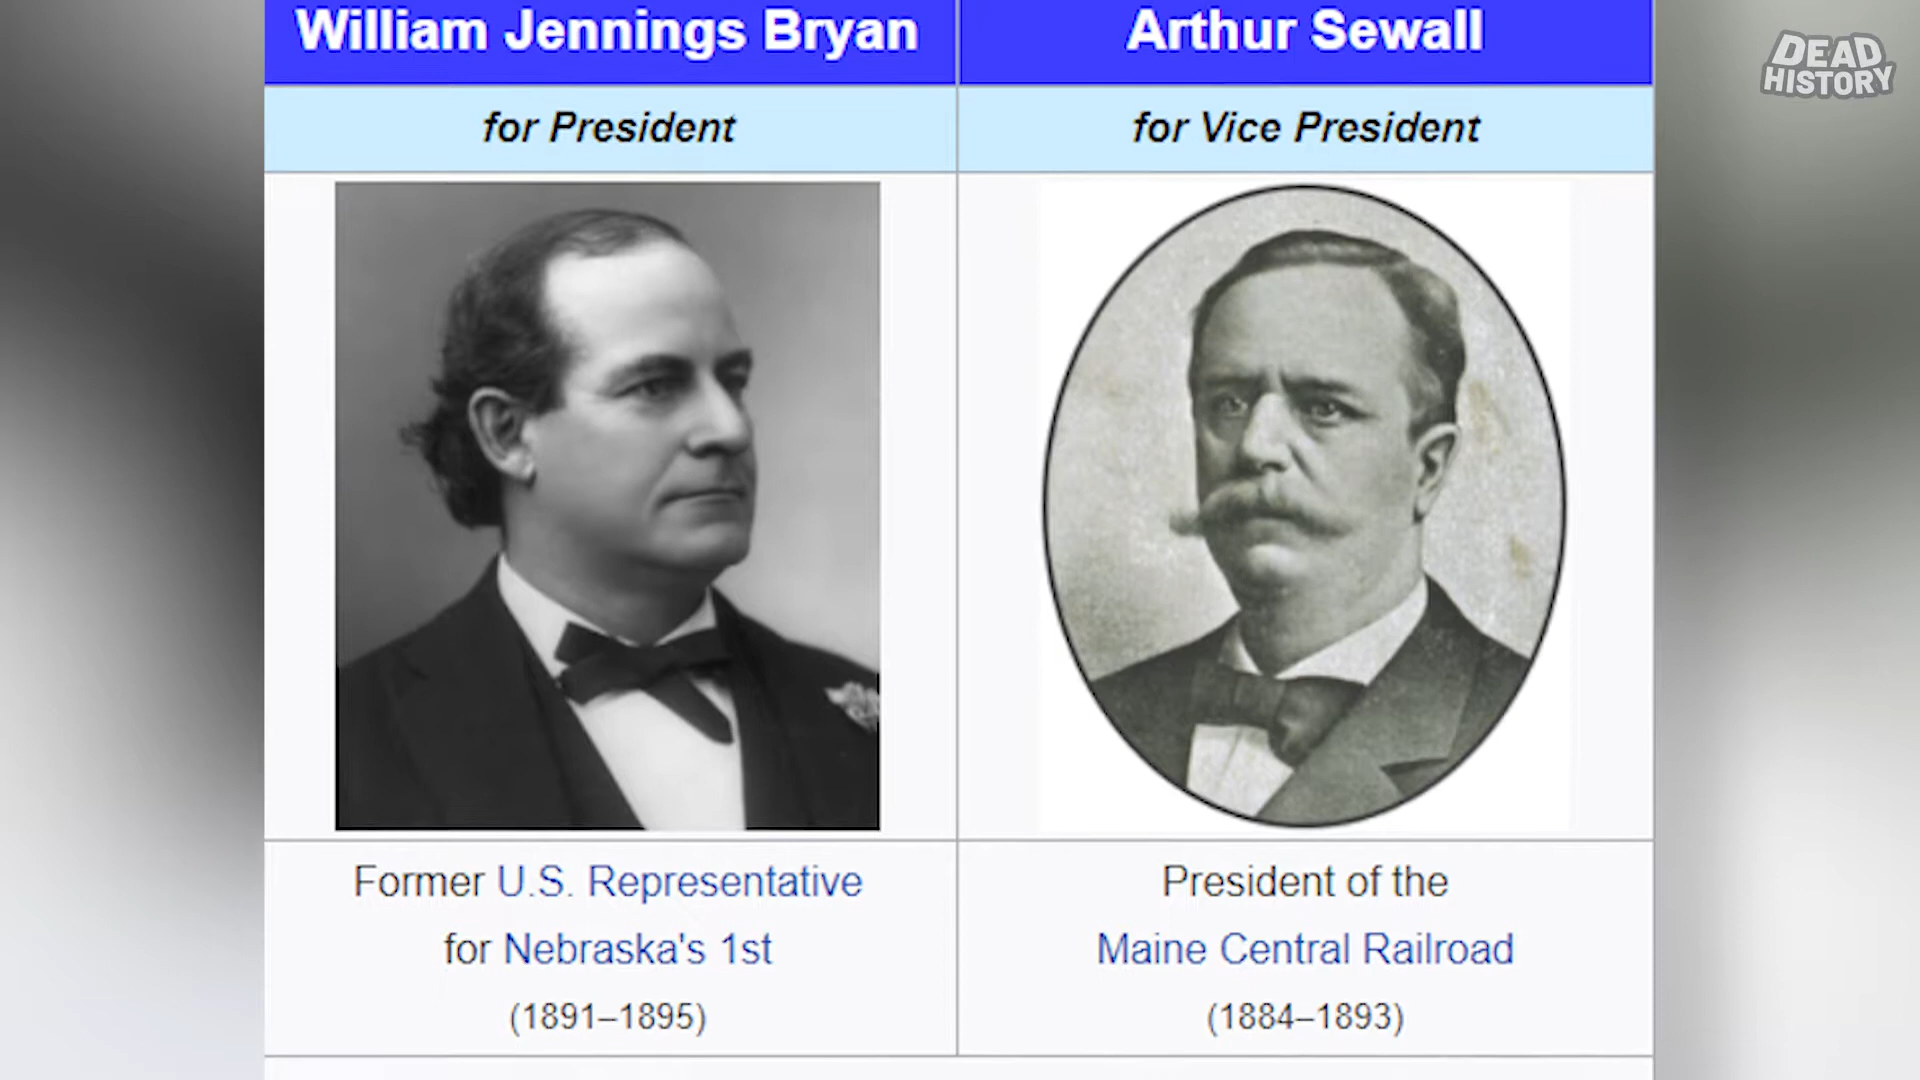 William Jennings Bryan
Arthur Sewall
DEAD
HISTORY
for President
for Vice President
Former U.S. Representative
for Nebraska's 1st
(1891–1895)
President of the
Maine Central Railroad
(1884–1893)